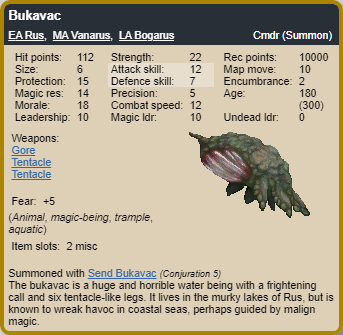 Bukavac
EA Rus, MA Vanarus, LA Bogarus Cmdr (Summon)
Hit points: 112 Strength: 22 Rec points: 10000
Size: 6 Attack skill: 12 Map move: 10
Protection: 15 Defence skill: 7 Encumbrance: 2
Magic res: 14 Precision: 5 Age: 180
Morale: 18 Combat speed: 12 (300)
Leadership: 10 Magic ldr: 10 Undead ldr: 0
Weapons:
Gore
Tentacle
Tentacle
Fear: +5
(Animal, magic-being, trample,
aquatic)
Item slots: 2 misc
Summoned with Send Bukavac (Conjuration 5)
The bukavac is a huge and horrible water being with a frightening
call and six tentacle-like legs. It lives in the murky lakes of Rus, but is
known to wreak havoc in coastal seas, perhaps guided by malign
magic.